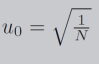 $u_0 = \sqrt{\frac{1}{N}}$